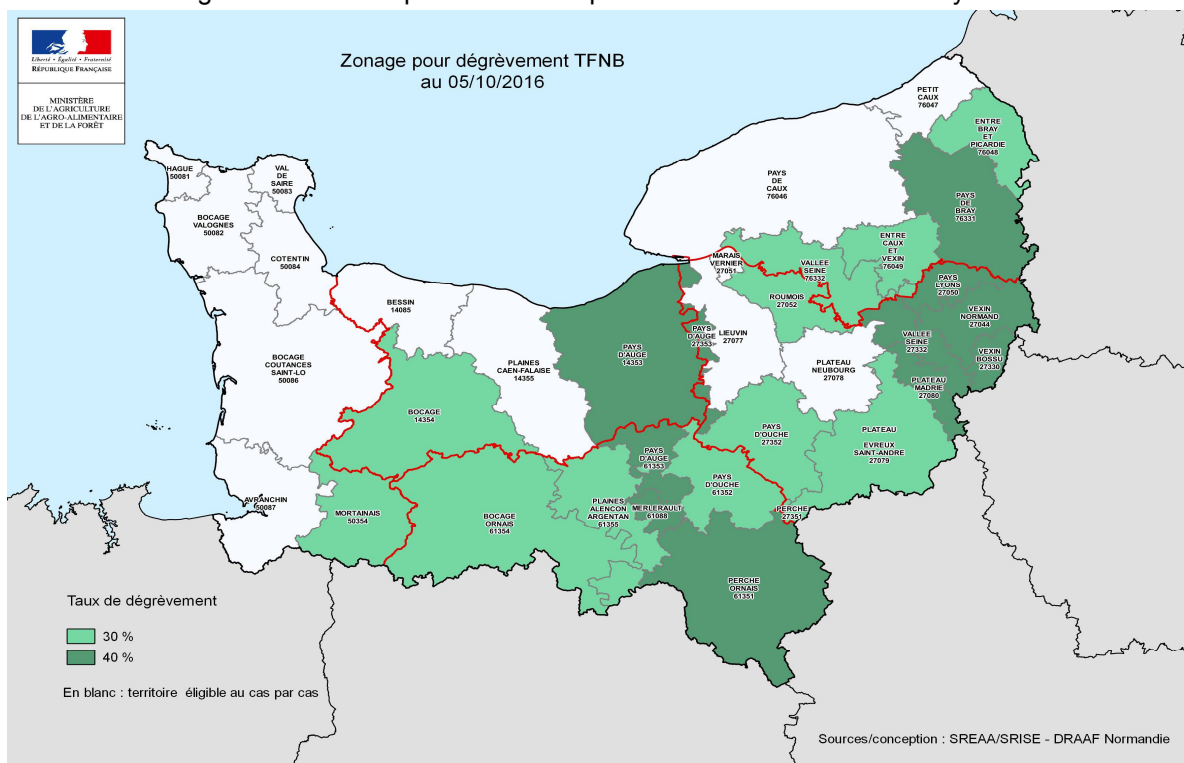 Zonage pour dégrèvement TFNB
au 05/10/2016
Liberté • Égalité • Fraternité
RÉPUBLIQUE FRANÇAISE
MINISTÈRE
DE L'AGRICULTURE
DE L'AGRO-ALIMENTAIRE
ET DE LA FORÊT
PETIT
CAUX
76047
ENTRE
BRAY
ET
PICARDIE
76048
HAGUE
50081
VAL
DE
SAIRE
50083
PAYS
DE
CAUX
76046
PAYS
DE
BRAY
76331
BOCAGE
VALOGNES
50082
COTENTIN
50084
ENTRE
CAUX
ET
VEXIN
76049
MARAIS
VERNIER
27051
VALLEE
SEINE
76332
PAYS
LYONS
27050
ROUMOIS
27052
BESSIN
14085
VEXIN
NORMAND
27044
PAYS
D'AUGE
27353
LIEUVIN
27077
VALLEE
SEINE
27332
VEXIN
BOSSU
27330
PAYS
D'AUGE
14353
PLAINES
CAEN-FALAISE
14355
BOCAGE
COUTANCES
SAINT-LO
50086
PLATEAU
NEUBOURG
27078
PLATEAU
MADRIE
27080
BOCAGE
14354
PAYS
D'OUCHE
27352
PLATEAU
EVREUX
SAINT-ANDRE
27079
PAYS
D'AUGE
61353
PAYS
D'OUCHE
61352
AVRANCHIN
50087
MORTAINAIS
50354
BOCAGE
ORNAIS
61354
PLAINES
ALENCON
ARGENTAN
61355
MERLERAULT
61088
PERCHE
27351
PERCHE
ORNAIS
61351
Taux de dégrèvement
30 %
40 %
En blanc : territoire éligible au cas par cas
Sources/conception : SREAA/SRISE - DRAAF Normandie